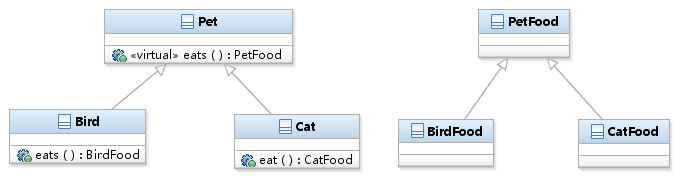 Pet
«virtual» eats ( ) : PetFood
PetFood
Bird
eats ( ) : BirdFood
Cat
eat ( ) : CatFood
BirdFood
CatFood